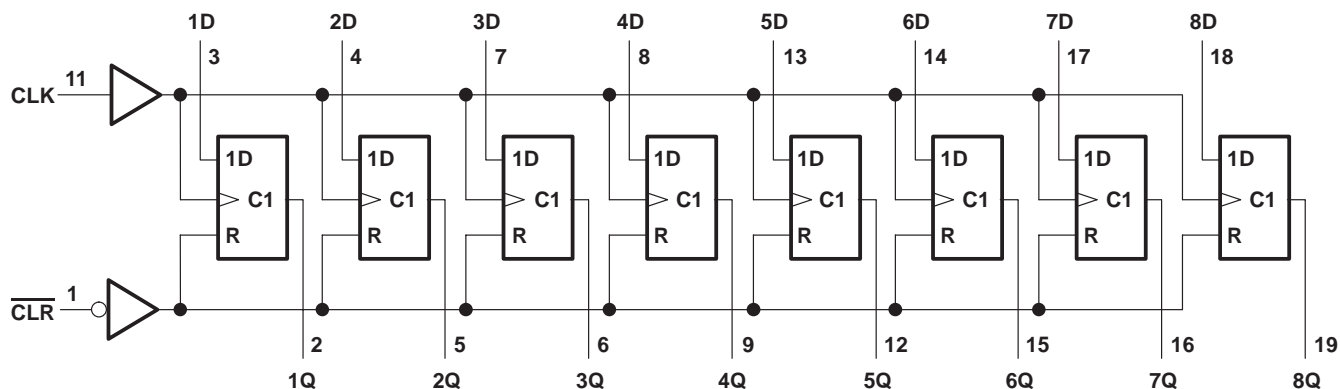 1D 2D 3D 4D 5D 6D 7D 8D
3 4 7 8 13 14 17 18
CLK 11
1D 1D 1D 1D 1D 1D 1D 1D
C1 C1 C1 C1 C1 C1 C1 C1
R R R R R R R R
CLR 1
2 5 6 9 12 15 16 19
1Q 2Q 3Q 4Q 5Q 6Q 7Q 8Q